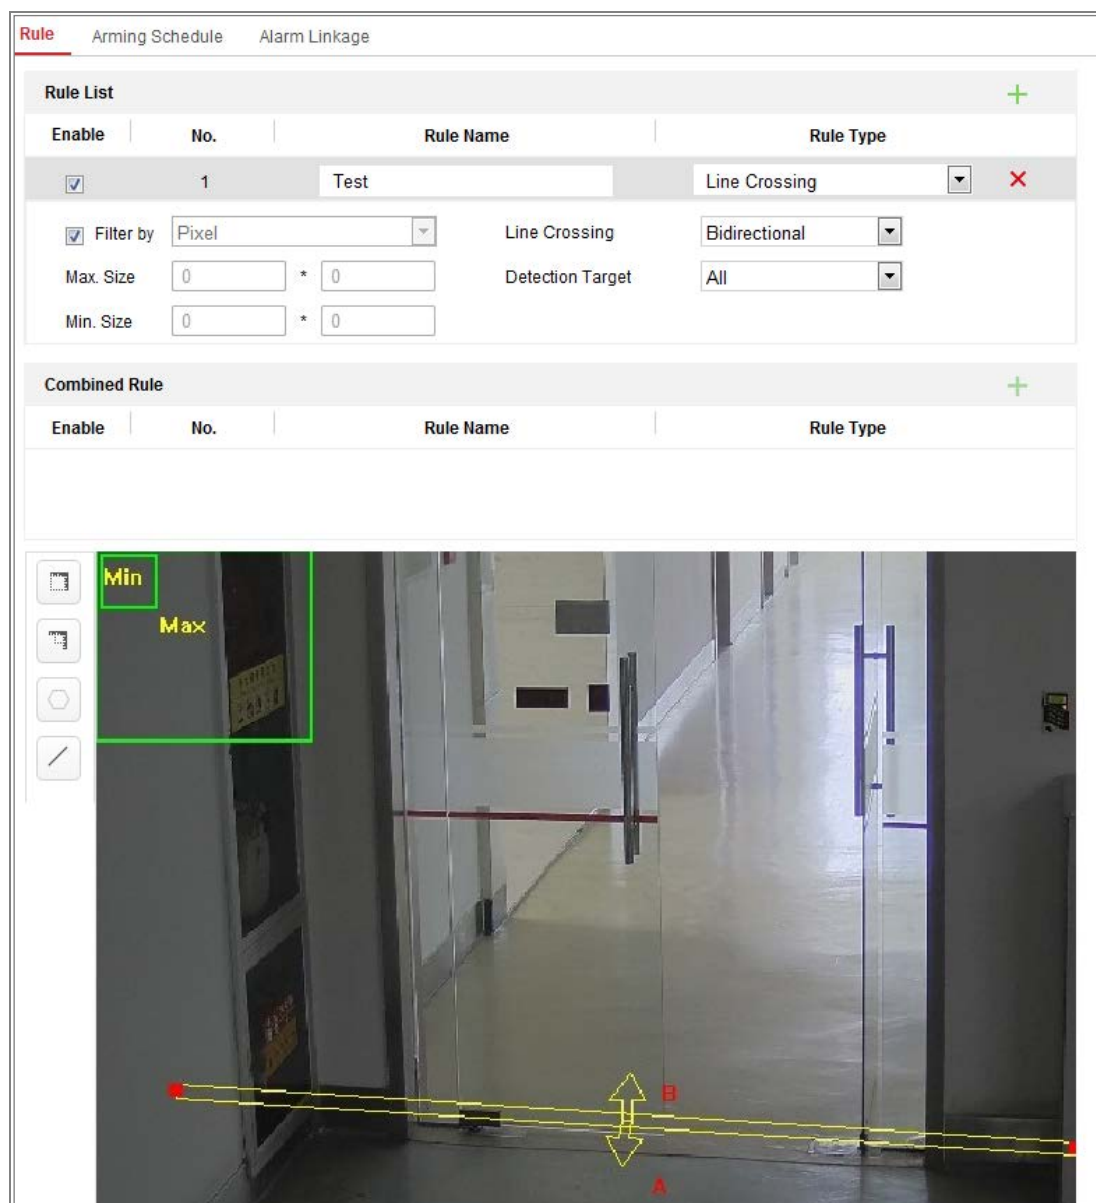 Rule Arming Schedule Alarm Linkage
Rule List
Enable No. Rule Name Rule Type
1 Test Line Crossing
Filter by Pixel Line Crossing Bidirectional
Max. Size 0 * 0 Detection Target All
Min. Size 0 * 0
Combined Rule
Enable No. Rule Name Rule Type
Min
Max
B
A